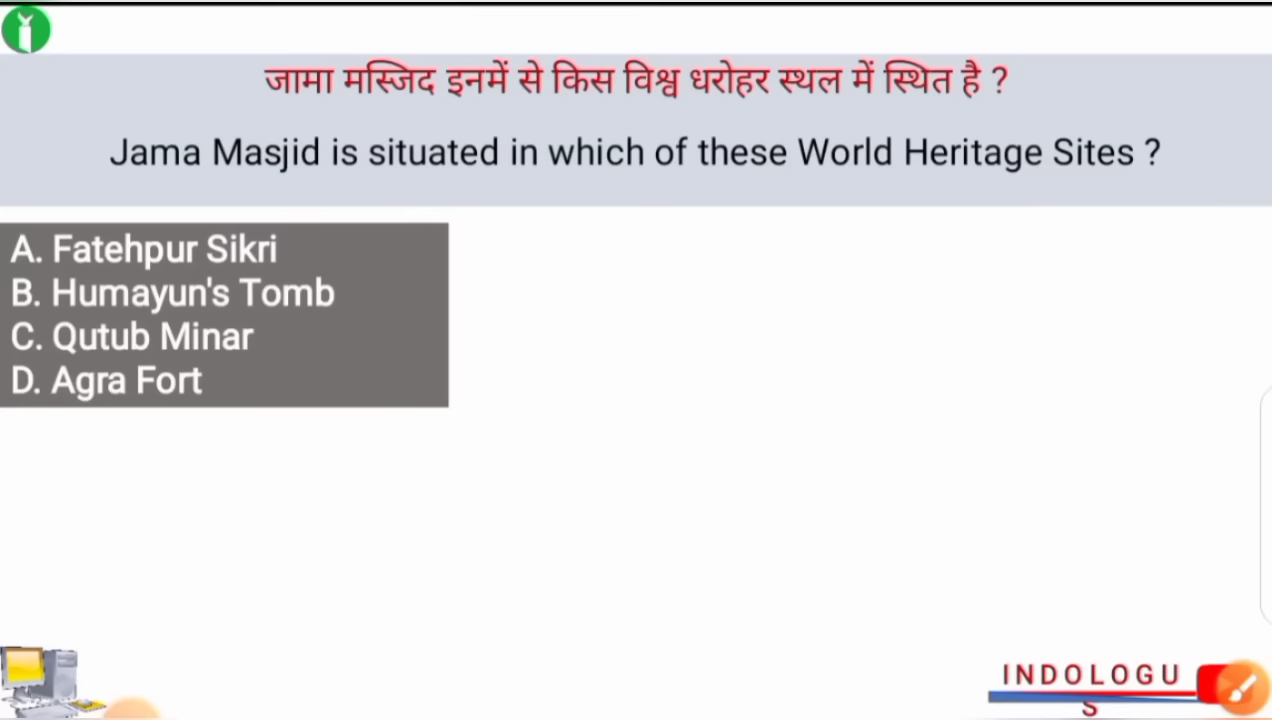 जामा मस्जिद इनमें से किस विश्व धरोहर स्थल में स्थित है ?
Jama Masjid is situated in which of these World Heritage Sites ?
A. Fatehpur Sikri
B. Humayun's Tomb
C. Qutub Minar
D. Agra Fort
INDOLOGU
S